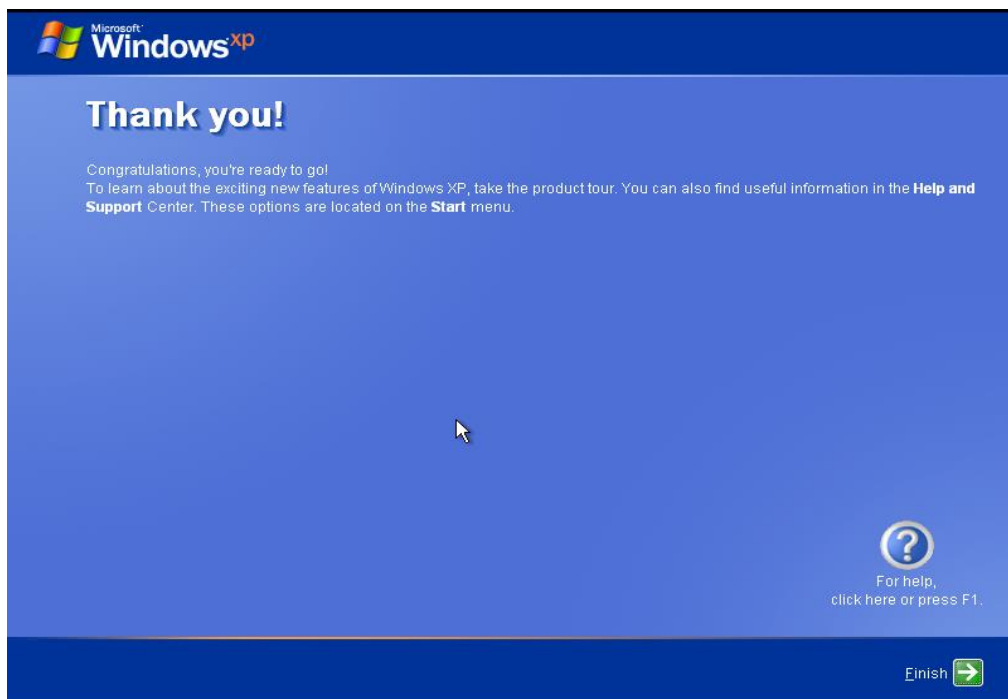 Microsoft
Windows xp
Thank you!
Congratulations, you're ready to go!
To learn about the exciting new features of Windows XP, take the product tour. You can also find useful information in the Help and
Support Center. These options are located on the Start menu.
?
For help,
click here or press F1.
Finish